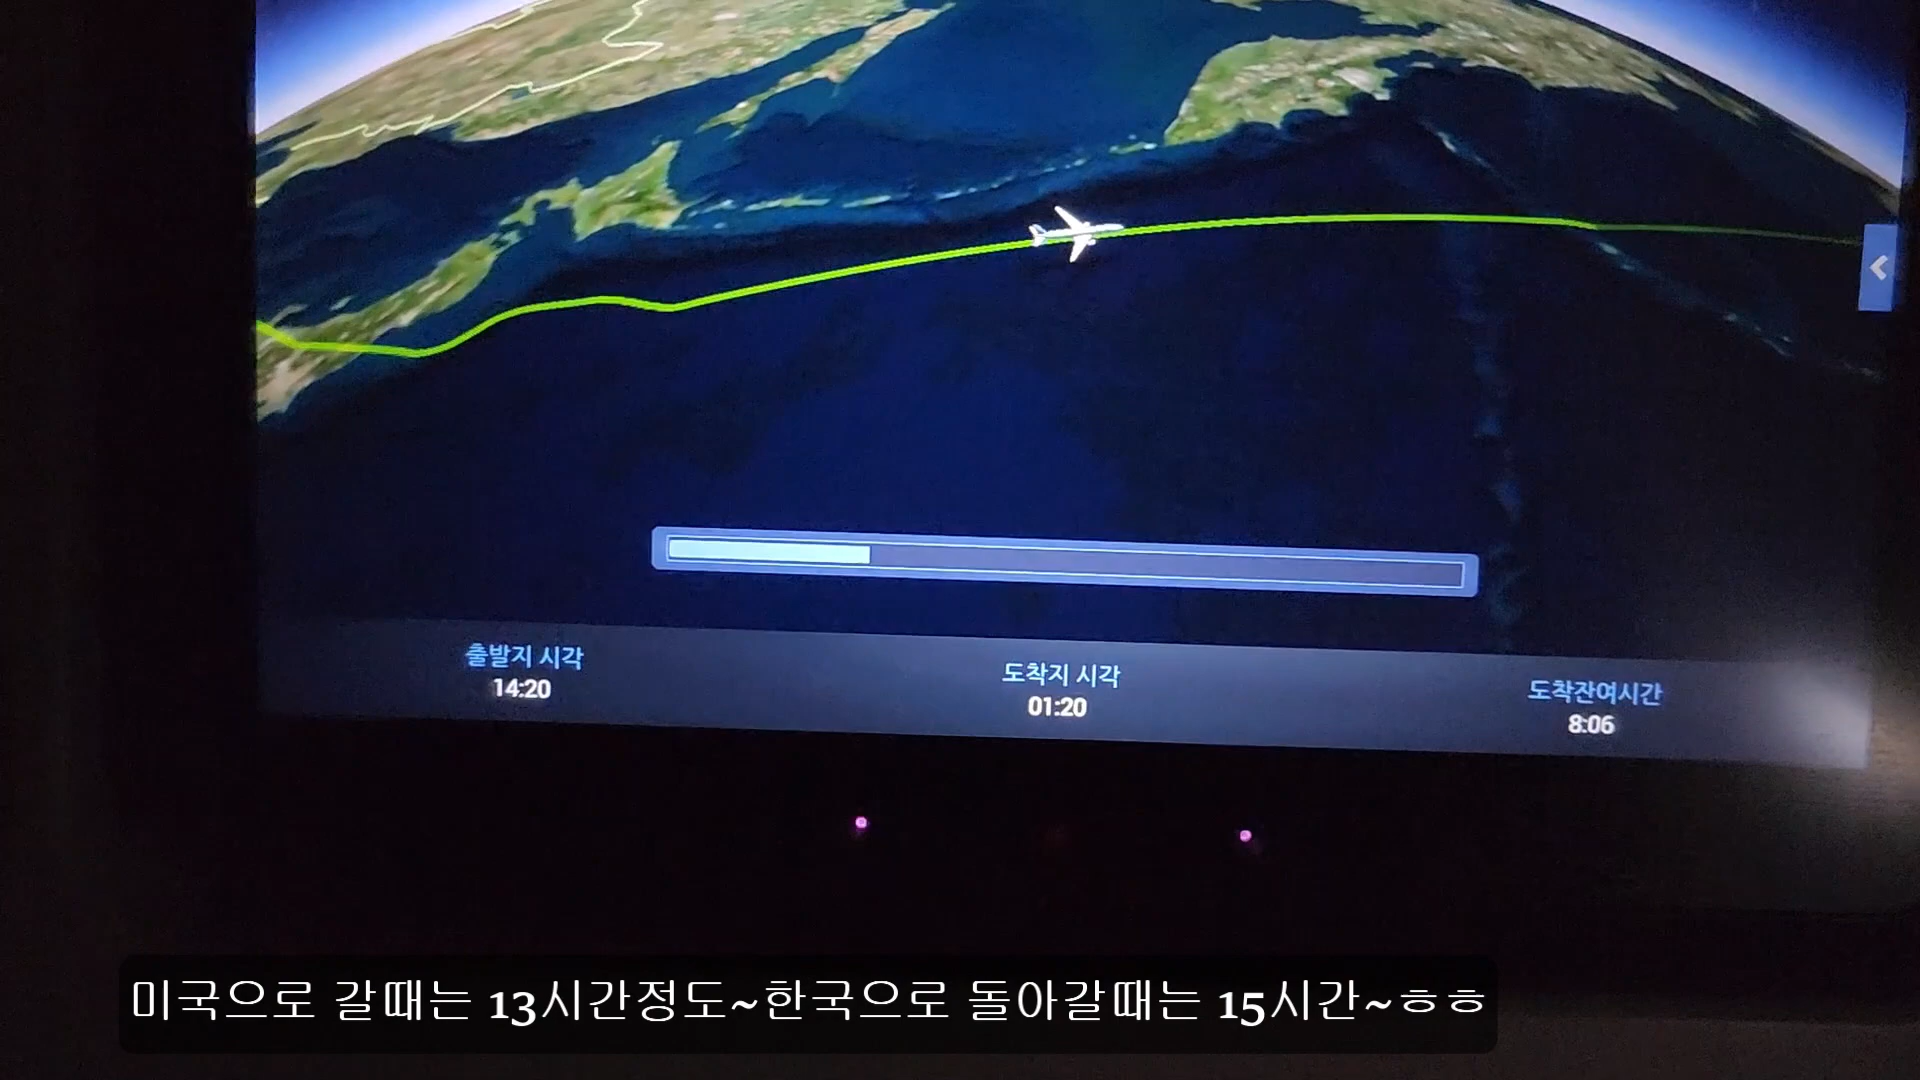 출발지 시각
14:20
도착지 시각
01:20
도착잔여시간
8:06
미국으로 갈때는 13시간정도~한국으로 돌아갈때는 15시간~ㅎㅎ